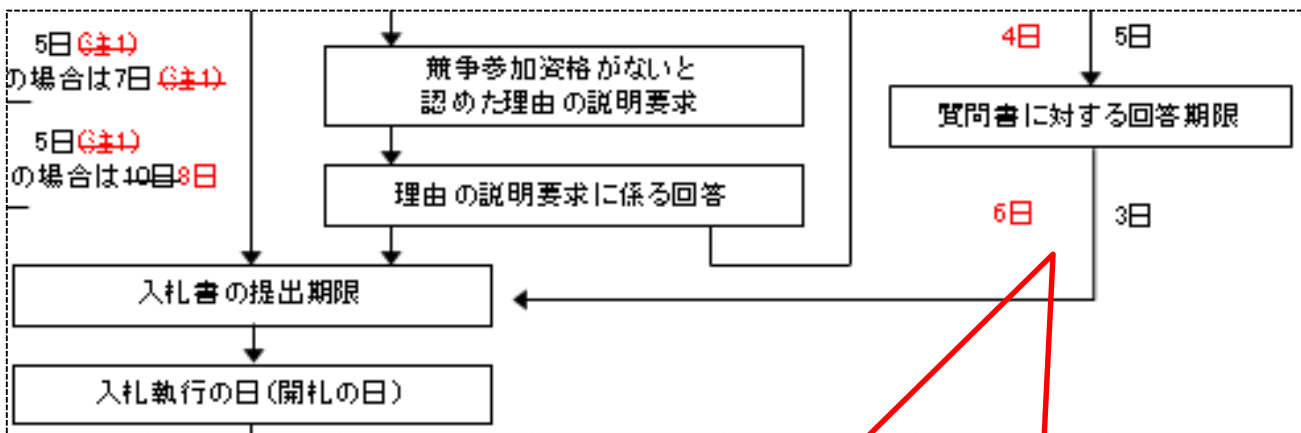 5日(注1)
の場合は7日(注1)
5日(注1)
の場合は10日8日
競争参加資格がないと
認めた理由の説明要求
理由の説明要求に係る回答
4日
5日
質問書に対する回答期限
6日
3日
入札書の提出期限
入札執行の日(開札の日)